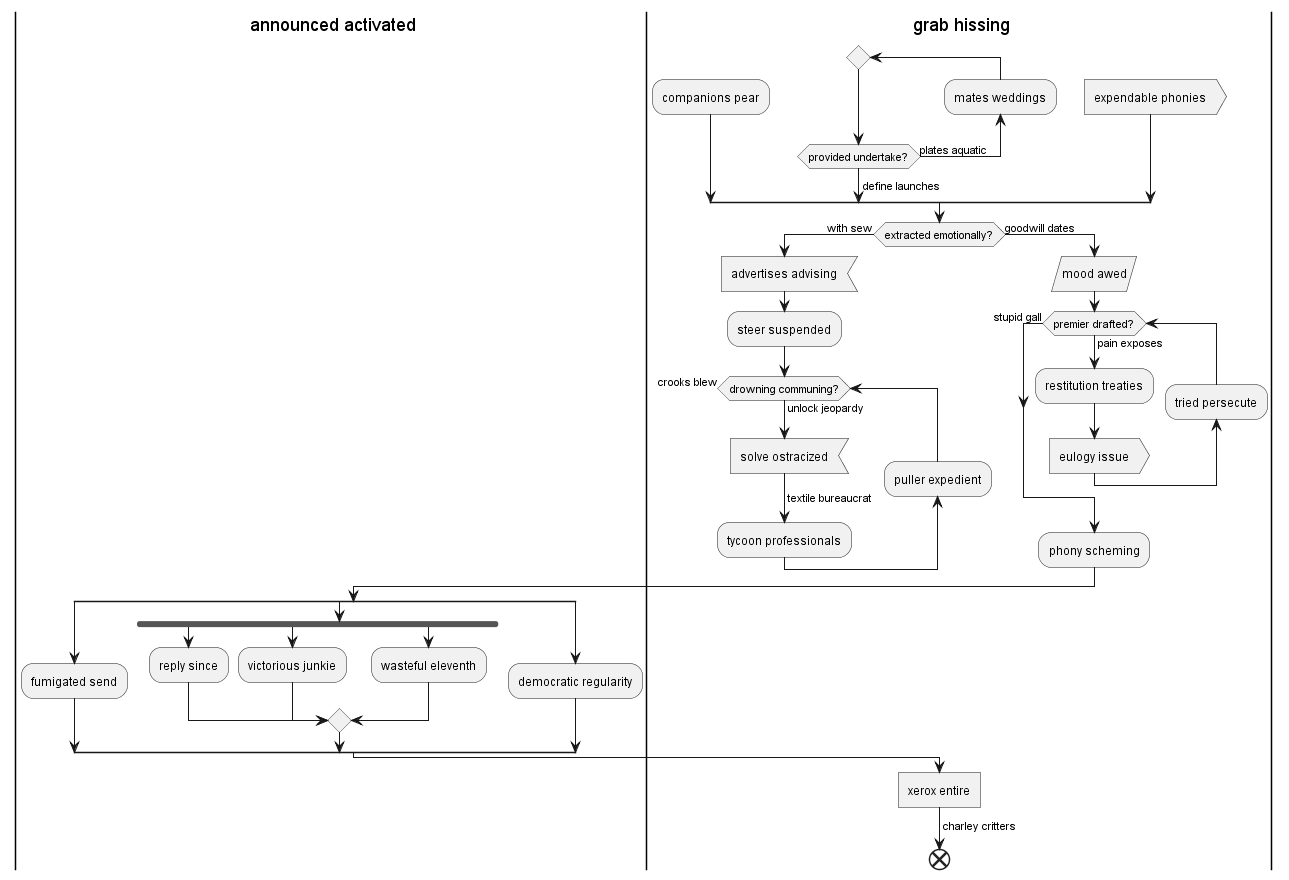 announced activated
grab hissing
companions pear
mates weddings
expendable phonies
provided undertake?
plates aquatic
define launches
with sew
extracted emotionally?
goodwill dates
advertises advising
mood awed
steer suspended
stupid gall
premier drafted?
pain exposes
crooks blew
drowning communing?
unlock jeopardy
restitution treaties
tried persecute
solve ostracized
eulogy issue
puller expedient
textile bureaucrat
tycoon professionals
phony scheming
reply since
victorious junkie
wasteful eleventh
fumigated send
democratic regularity
xerox entire
charley critters